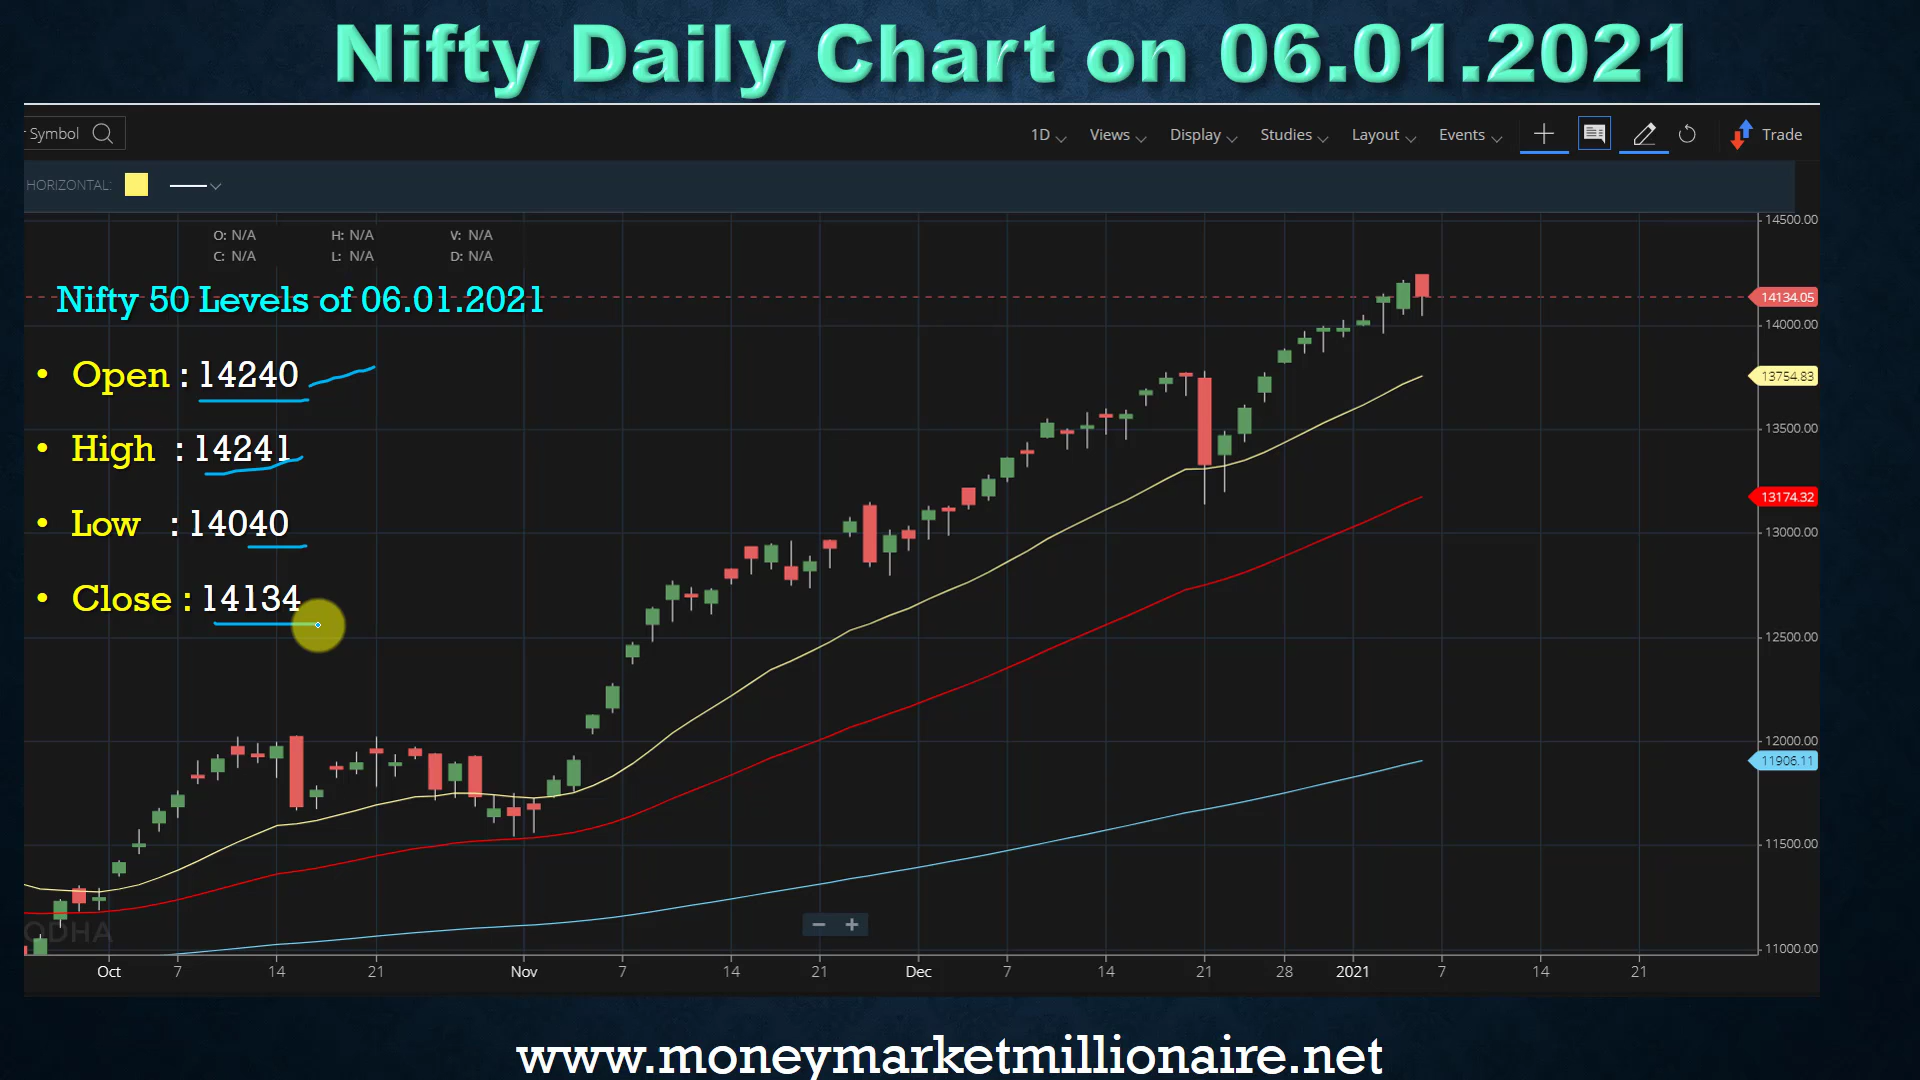 Nifty Daily Chart on 06.01.2021
Symbol 1D Views Display Studies Layout Events Trade
HORIZONTAL:
O: N/A H: N/A V: N/A
C: N/A L: N/A D: N/A
Nifty 50 Levels of 06.01.2021
• Open : 14240
• High : 14241
• Low : 14040
• Close : 14134
14500.00
14134.05
14000.00
13754.83
13500.00
13174.32
13000.00
12500.00
12000.00
11906.11
11500.00
11000.00
ODHA
Oct 7 14 21 Nov 7 14 21 Dec 7 14 21 28 2021 7 14 21
www.moneymarketmillionaire.net